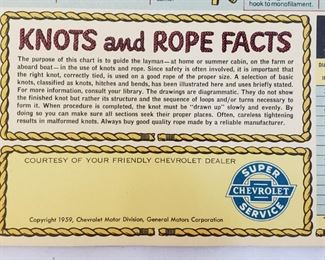 hook to monofilament.
KNOTS and ROPE FACTS
The purpose of this chart is to guide the layman—at home or summer cabin, on the farm or
aboard boat— in the use of knots and rope. Since safety is often involved, it is important that
the right knot, correctly tied, is used on a good rope of the proper size. A selection of basic
knots, classified as knots, hitches and bends, has been illustrated here and uses briefly stated.
For more information, consult your library. The drawings are diagrammatic. They do not show
the finished knot but rather its structure and the sequence of loops and/or turns necessary to
form it. When procedure is completed, the knot must be "drawn up" slowly and evenly. By
doing so you can make sure all sections seek their proper places. Often, careless tightening
results in malformed knots. Always buy good quality rope made by a reliable manufacturer.
COURTESY OF YOUR FRIENDLY CHEVROLET DEALER
SUPER
CHEVROLET
SERVICE
Copyright 1959, Chevrolet Motor Division, General Motors Corporation